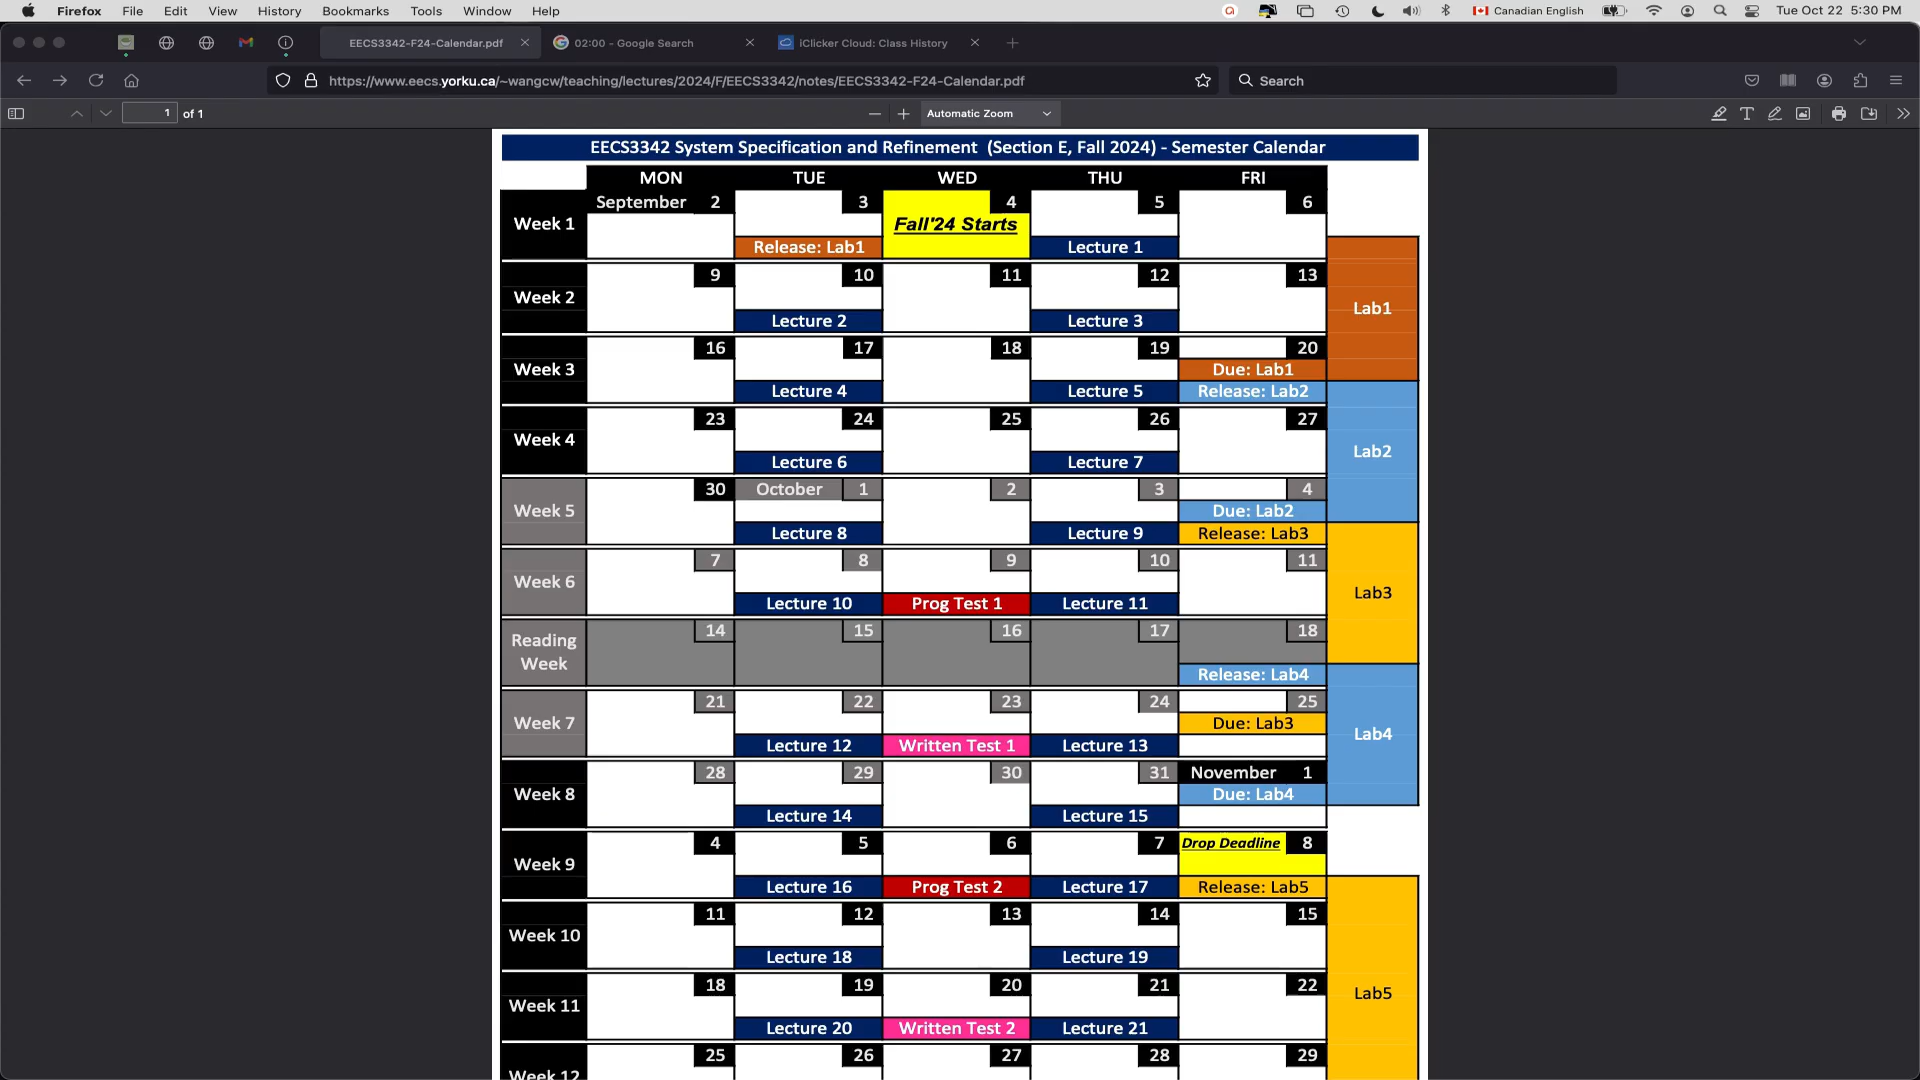 Firefox File Edit View History Bookmarks Tools Window Help Canadian English Tue Oct 22 5:30 PM
EECS3342-F24-Calendar.pdf 02:00 - Google Search iClicker Cloud: Class History
https://www.eecs.yorku.ca/~wangcw/teaching/lectures/2024/F/EECS3342/notes/EECS3342-F24-Calendar.pdf Search
1 of 1 Automatic Zoom
EECS3342 System Specification and Refinement (Section E, Fall 2024) - Semester Calendar
MON TUE WED THU FRI
September 2 3 4 5 6
Week 1 Fall'24 Starts
Release: Lab1 Lecture 1
9 10 11 12 13
Week 2 Lab1
Lecture 2 Lecture 3
16 17 18 19 20
Week 3 Due: Lab1
Lecture 4 Lecture 5 Release: Lab2
23 24 25 26 27
Week 4 Lab2
Lecture 6 Lecture 7
30 October 1 2 3 4
Week 5 Due: Lab2
Lecture 8 Lecture 9 Release: Lab3
7 8 9 10 11
Week 6 Lab3
Lecture 10 Prog Test 1 Lecture 11
14 15 16 17 18
Reading
Week
Release: Lab4
21 22 23 24 25
Week 7 Due: Lab3 Lab4
Lecture 12 Written Test 1 Lecture 13
28 29 30 31 November 1
Week 8 Due: Lab4
Lecture 14 Lecture 15
4 5 6 7 Drop Deadline 8
Week 9
Lecture 16 Prog Test 2 Lecture 17 Release: Lab5
11 12 13 14 15
Week 10
Lecture 18 Lecture 19
18 19 20 21 22
Week 11 Lab5
Lecture 20 Written Test 2 Lecture 21
25 26 27 28 29
Week 12